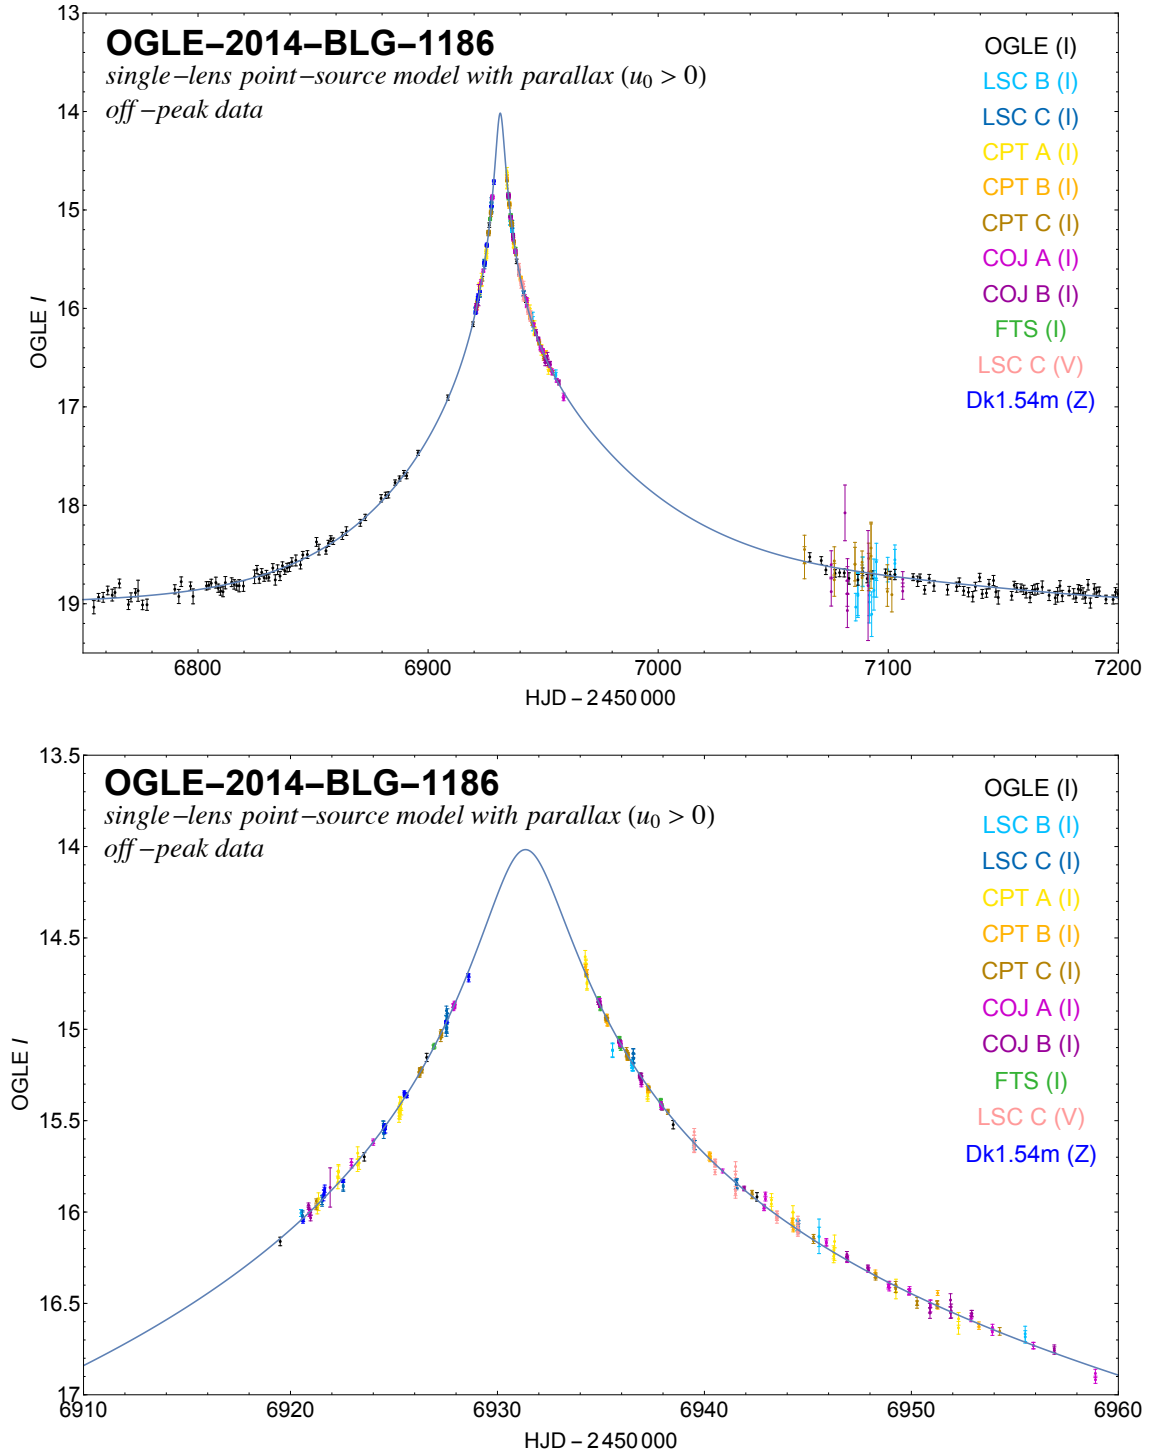 OGLE−2014−BLG−1186
single−lens point−source model with parallax (u₀ > 0)
off−peak data
OGLE (I)
LSC B (I)
LSC C (I)
CPT A (I)
CPT B (I)
CPT C (I)
COJ A (I)
COJ B (I)
FTS (I)
LSC C (V)
Dk1.54m (Z)
13
14
15
16
17
18
19
OGLE I
6800 6900 7000 7100 7200
HJD − 2 450 000
OGLE−2014−BLG−1186
single−lens point−source model with parallax (u₀ > 0)
off−peak data
OGLE (I)
LSC B (I)
LSC C (I)
CPT A (I)
CPT B (I)
CPT C (I)
COJ A (I)
COJ B (I)
FTS (I)
LSC C (V)
Dk1.54m (Z)
13.5
14
14.5
15
15.5
16
16.5
17
OGLE I
6910 6920 6930 6940 6950 6960
HJD − 2 450 000